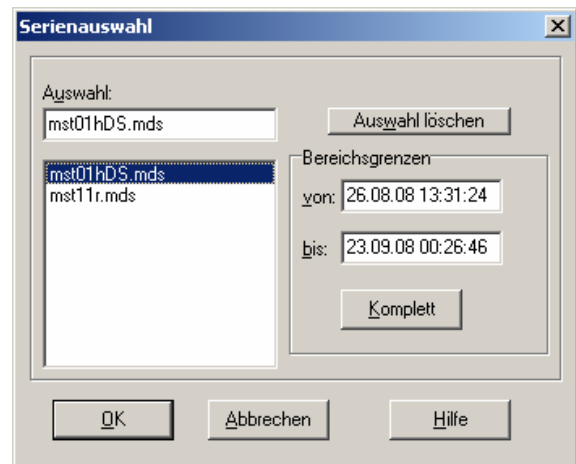 Serienauswahl
Auswahl:
mst01hDS.mds
Auswahl löschen
mst01hDS.mds
mst11r.mds
Bereichsgrenzen
von: 26.08.08 13:31:24
bis: 23.09.08 00:26:46
Komplett
OK
Abbrechen
Hilfe